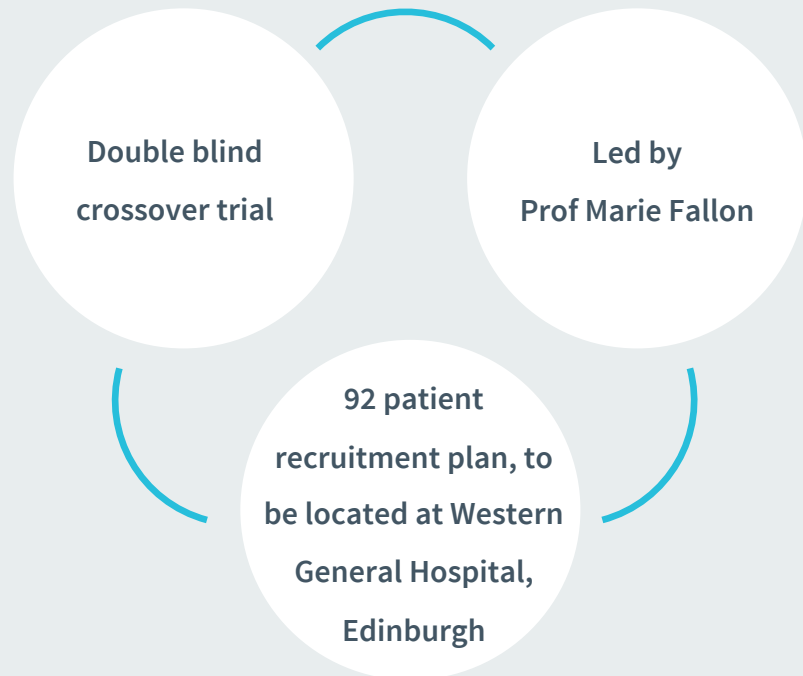 Double blind
crossover trial
Led by
Prof Marie Fallon
92 patient
recruitment plan, to
be located at Western
General Hospital,
Edinburgh